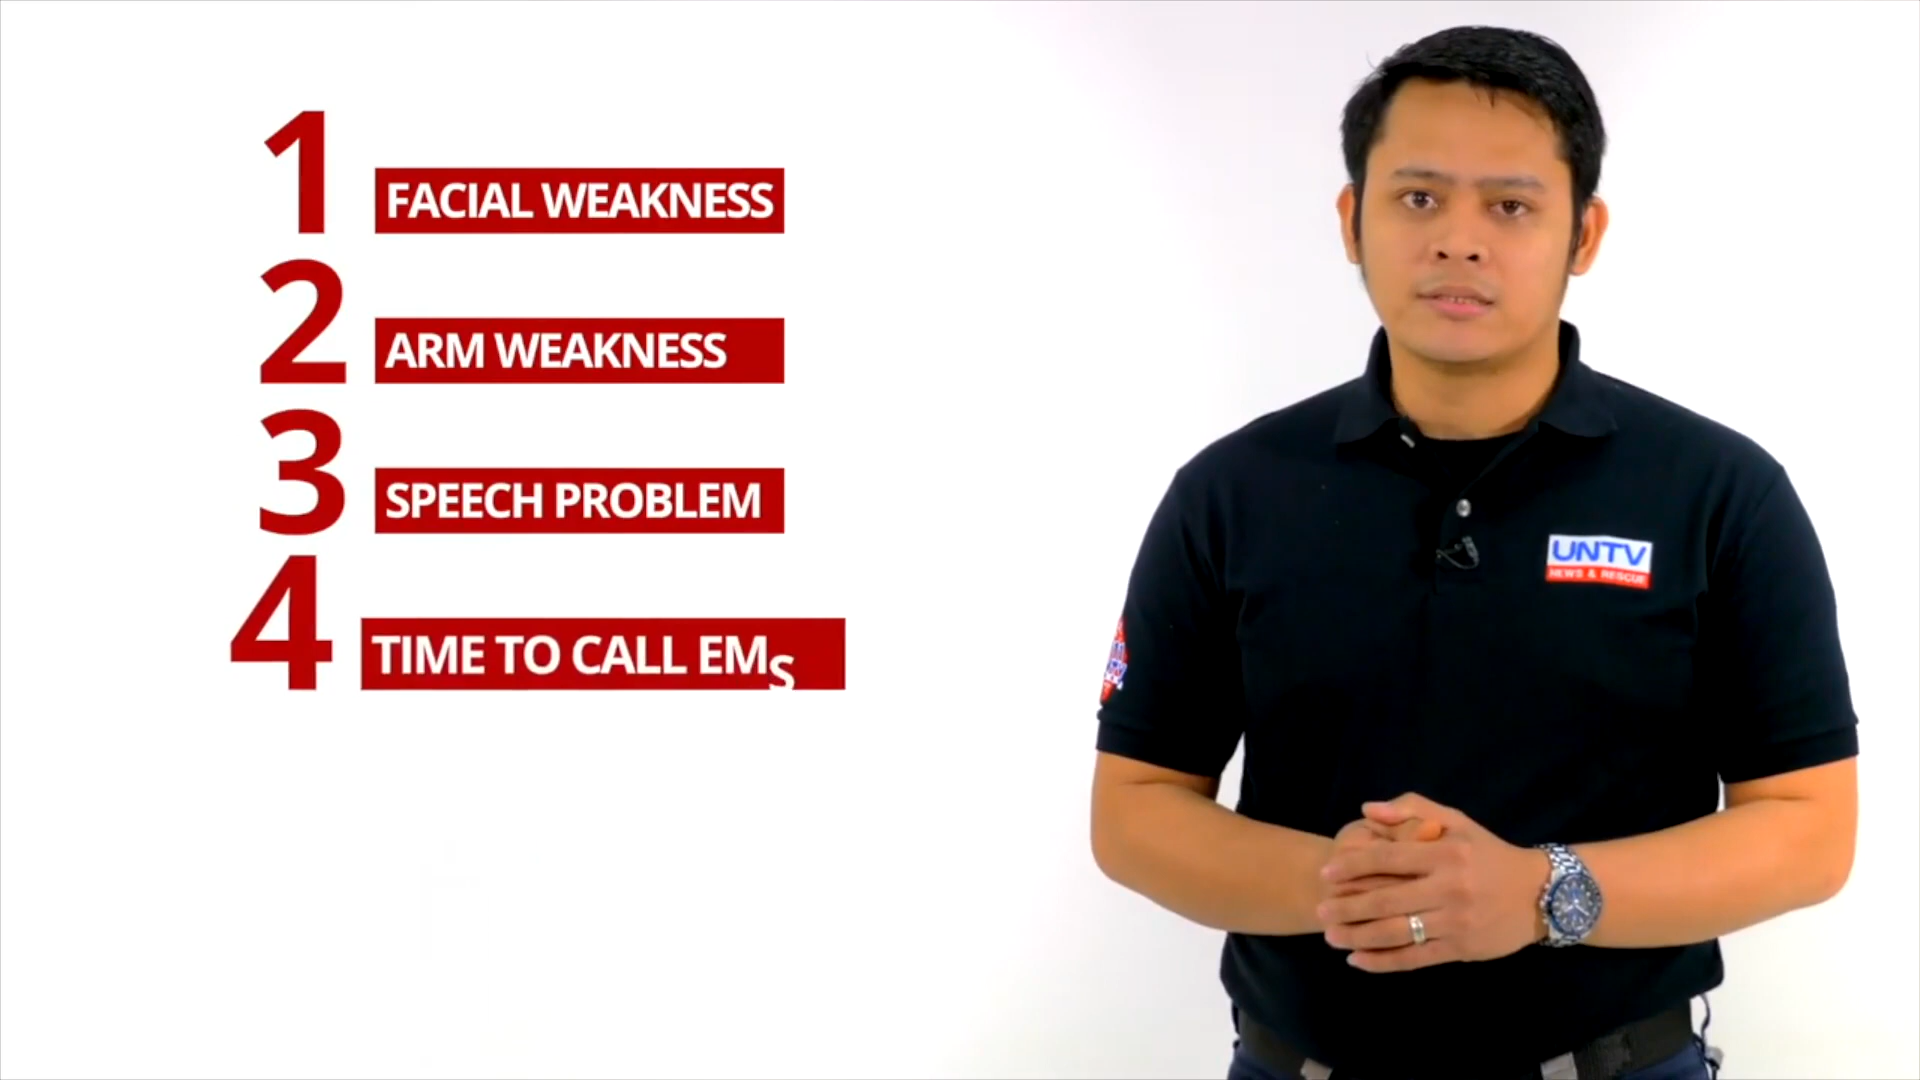 1 FACIAL WEAKNESS
2 ARM WEAKNESS
3 SPEECH PROBLEM
4 TIME TO CALL EMS
UNTV
NEWS & RESCUE